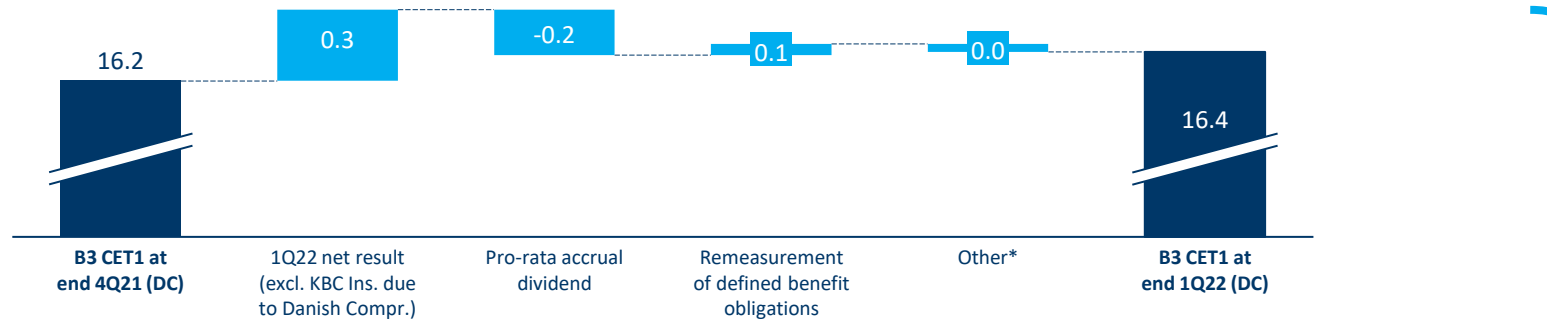 16.2
0.3
-0.2
0.1
0.0
16.4
B3 CET1 at
end 4Q21 (DC)
1Q22 net result
(excl. KBC Ins. due
to Danish Compr.)
Pro-rata accrual
dividend
Remeasurement
of defined benefit
obligations
Other*
B3 CET1 at
end 1Q22 (DC)